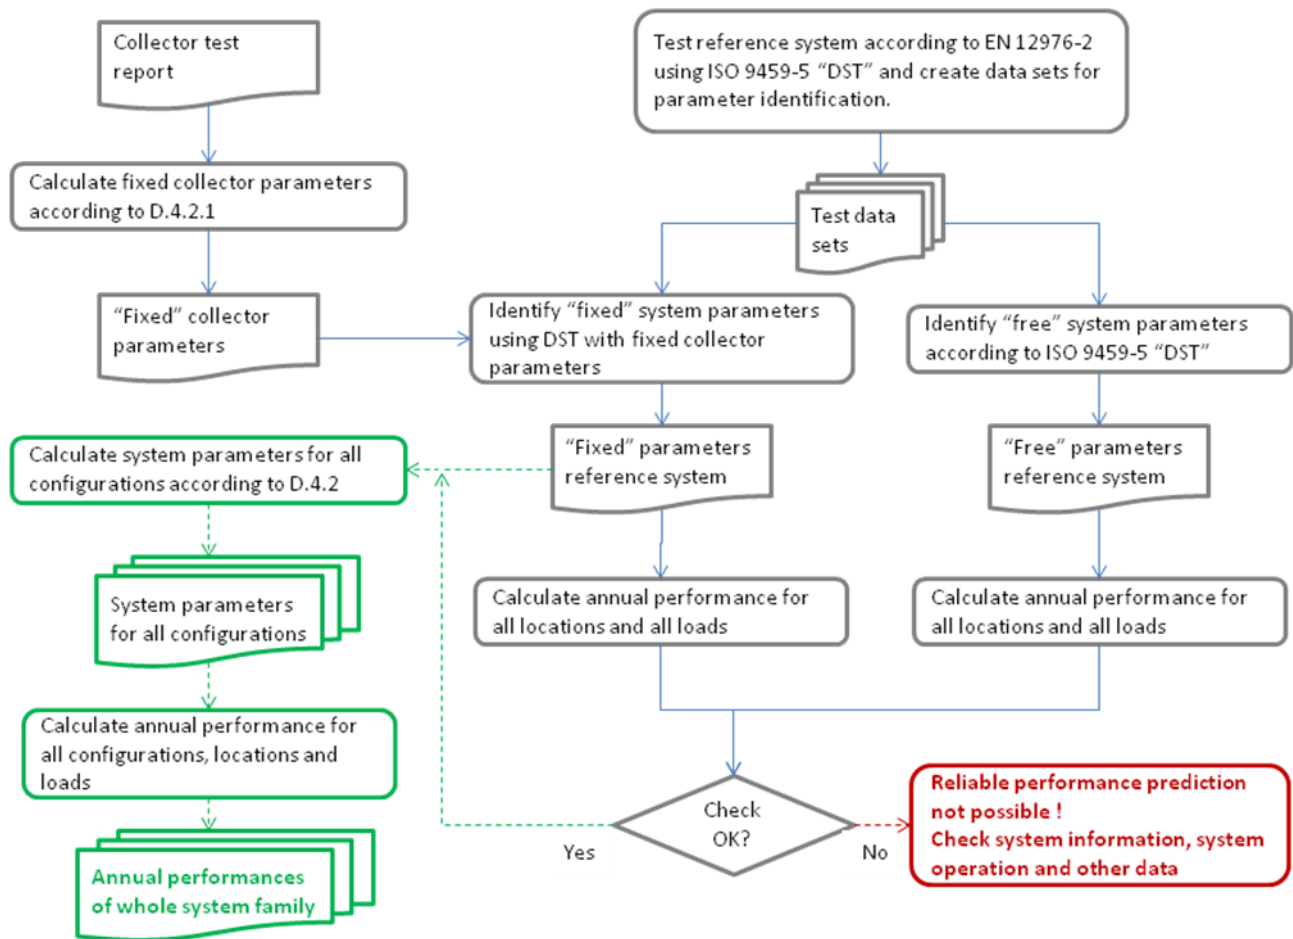 Collector test
report
Test reference system according to EN 12976-2
using ISO 9459-5 “DST” and create data sets for
parameter identification.
Calculate fixed collector parameters
according to D.4.2.1
Test data
sets
“Fixed” collector
parameters
Identify “fixed” system parameters
using DST with fixed collector
parameters
Identify “free” system parameters
according to ISO 9459-5 “DST”
Calculate system parameters for all
configurations according to D.4.2
“Fixed” parameters
reference system
“Free” parameters
reference system
System parameters
for all configurations
Calculate annual performance for
all locations and all loads
Calculate annual performance for
all locations and all loads
Calculate annual performance for
all configurations, locations and
loads
Check
OK?
Yes
No
Reliable performance prediction
not possible !
Check system information, system
operation and other data
Annual performances
of whole system family